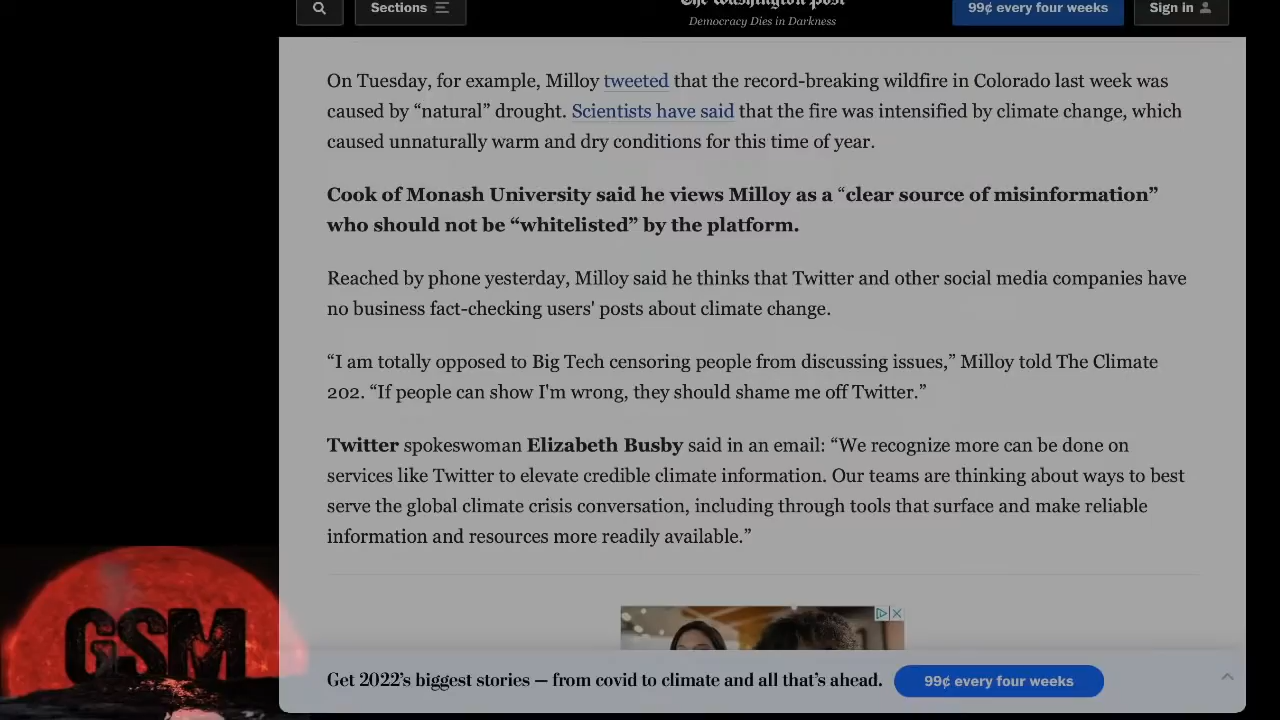 Sections
The Washington Post
99¢ every four weeks
Sign in
Democracy Dies in Darkness
On Tuesday, for example, Milloy tweeted that the record-breaking wildfire in Colorado last week was
caused by “natural” drought. Scientists have said that the fire was intensified by climate change, which
caused unnaturally warm and dry conditions for this time of year.
Cook of Monash University said he views Milloy as a “clear source of misinformation”
who should not be “whitelisted” by the platform.
Reached by phone yesterday, Milloy said he thinks that Twitter and other social media companies have
no business fact-checking users' posts about climate change.
“I am totally opposed to Big Tech censoring people from discussing issues,” Milloy told The Climate
202. “If people can show I'm wrong, they should shame me off Twitter.”
Twitter spokeswoman Elizabeth Busby said in an email: “We recognize more can be done on
services like Twitter to elevate credible climate information. Our teams are thinking about ways to best
serve the global climate crisis conversation, including through tools that surface and make reliable
information and resources more readily available.”
GSM
Get 2022’s biggest stories — from covid to climate and all that’s ahead.
99¢ every four weeks